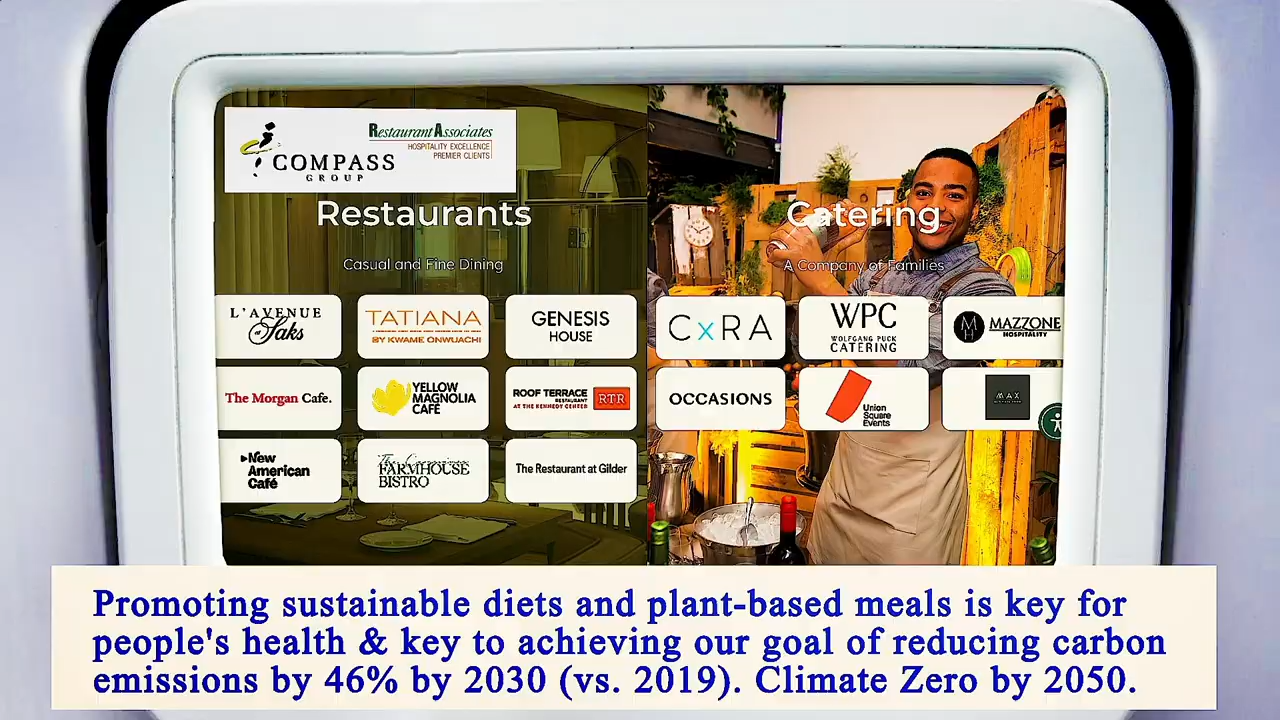 Restaurant Associates
HOSPITALITY EXCELLENCE
PREMIER CLIENTS
COMPASS
GROUP
Restaurants
Casual and Fine Dining
L'AVENUE
at Saks
TATIANA
BY KWAME ONWUACHI
GENESIS
HOUSE
The Morgan Cafe.
YELLOW
MAGNOLIA
CAFÉ
ROOF TERRACE
RESTAURANT
AT THE KENNEDY CENTER
RTR
New
American
Café
The
FARMHOUSE
BISTRO
The Restaurant at Gilder
Catering
A Company of Families
CxRA
WPC
WOLFGANG PUCK
CATERING
MH
MAZZONE
HOSPITALITY
OCCASIONS
Union
Square
Events
MAX
Promoting sustainable diets and plant-based meals is key for
people's health & key to achieving our goal of reducing carbon
emissions by 46% by 2030 (vs. 2019). Climate Zero by 2050.